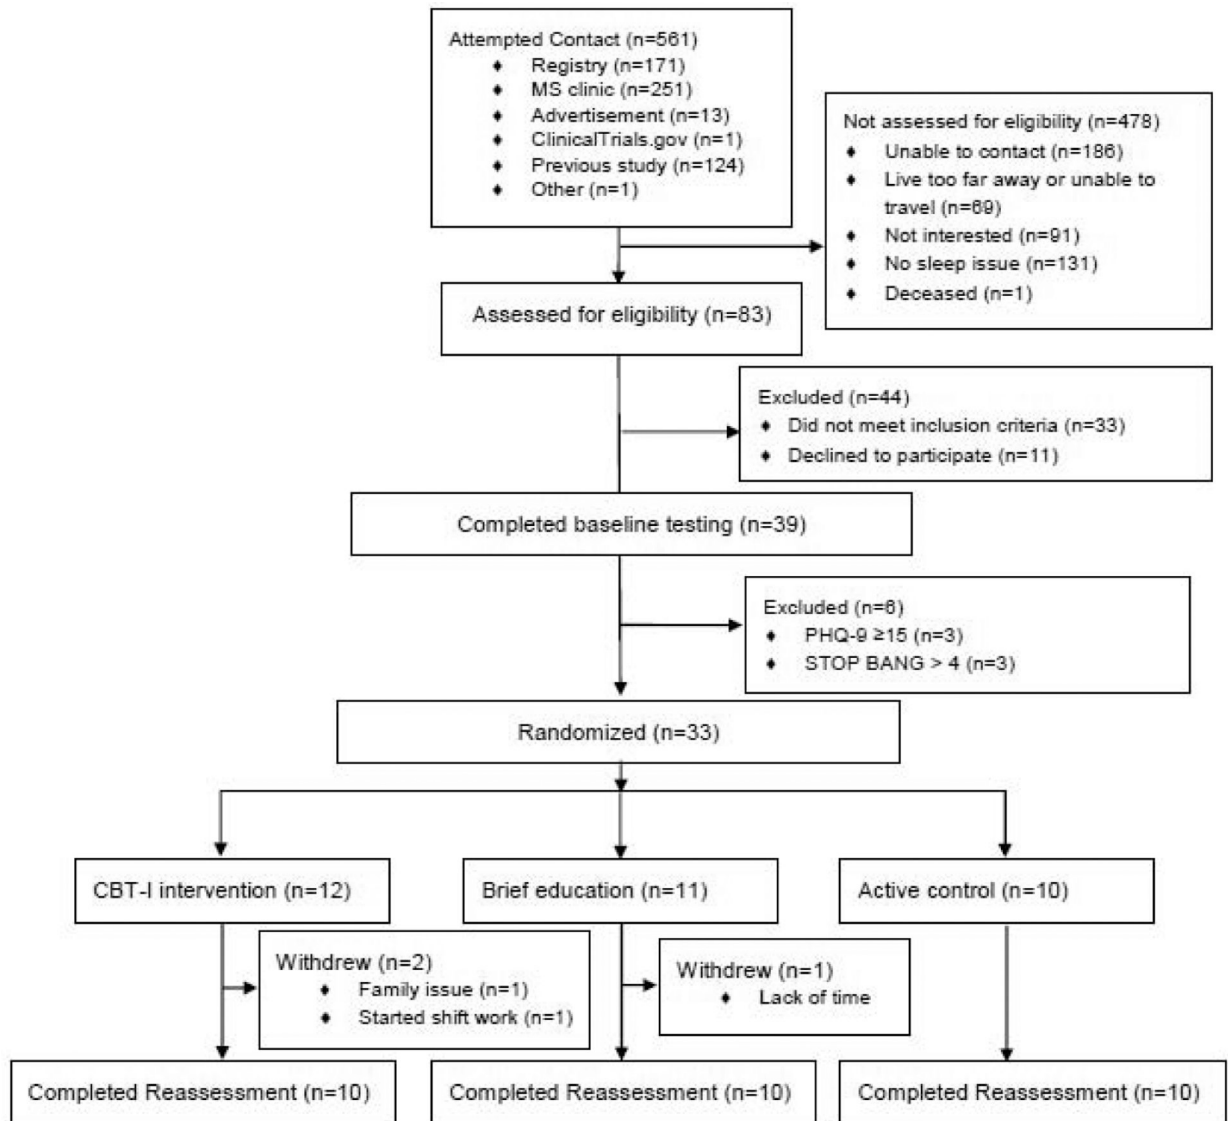 Attempted Contact (n=561)
♦ Registry (n=171)
♦ MS clinic (n=251)
♦ Advertisement (n=13)
♦ ClinicalTrials.gov (n=1)
♦ Previous study (n=124)
♦ Other (n=1)
Not assessed for eligibility (n=478)
♦ Unable to contact (n=186)
♦ Live too far away or unable to
travel (n=69)
♦ Not interested (n=91)
♦ No sleep issue (n=131)
♦ Deceased (n=1)
Assessed for eligibility (n=83)
Excluded (n=44)
♦ Did not meet inclusion criteria (n=33)
♦ Declined to participate (n=11)
Completed baseline testing (n=39)
Excluded (n=6)
♦ PHQ-9 ≥15 (n=3)
♦ STOP BANG > 4 (n=3)
Randomized (n=33)
CBT-I intervention (n=12)
Brief education (n=11)
Active control (n=10)
Withdrew (n=2)
♦ Family issue (n=1)
♦ Started shift work (n=1)
Withdrew (n=1)
♦ Lack of time
Completed Reassessment (n=10)
Completed Reassessment (n=10)
Completed Reassessment (n=10)